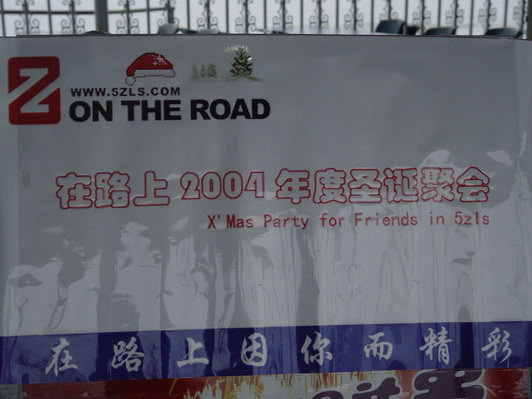 WWW.5ZLS.COM
ON THE ROAD
在路上2004年度圣诞聚会
X'Mas Party for Friends in 5zls
在路上因你而精彩